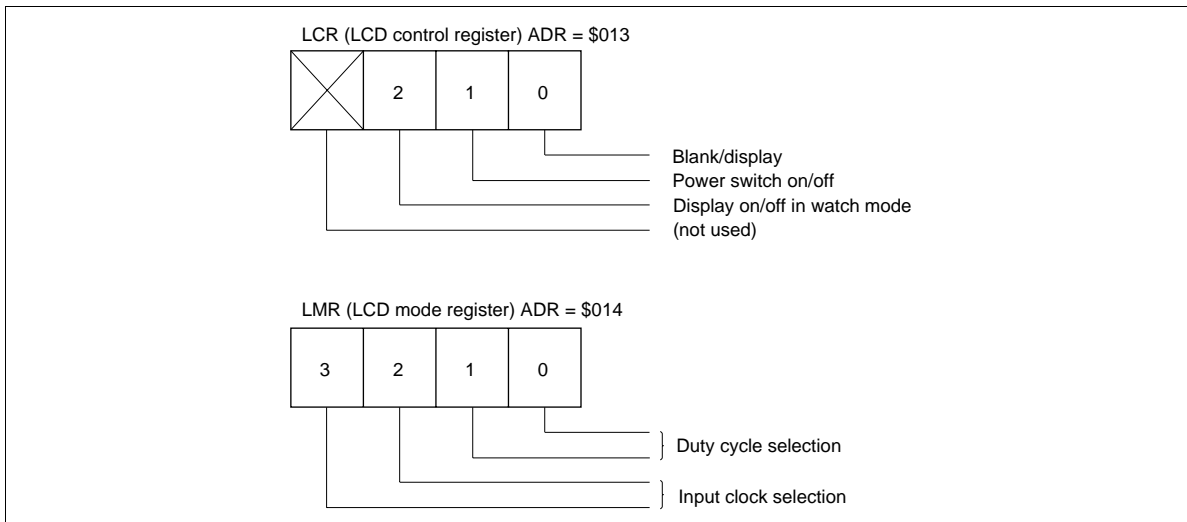 LCR (LCD control register) ADR = $013
2 1 0
Blank/display
Power switch on/off
Display on/off in watch mode
(not used)
LMR (LCD mode register) ADR = $014
3 2 1 0
Duty cycle selection
Input clock selection